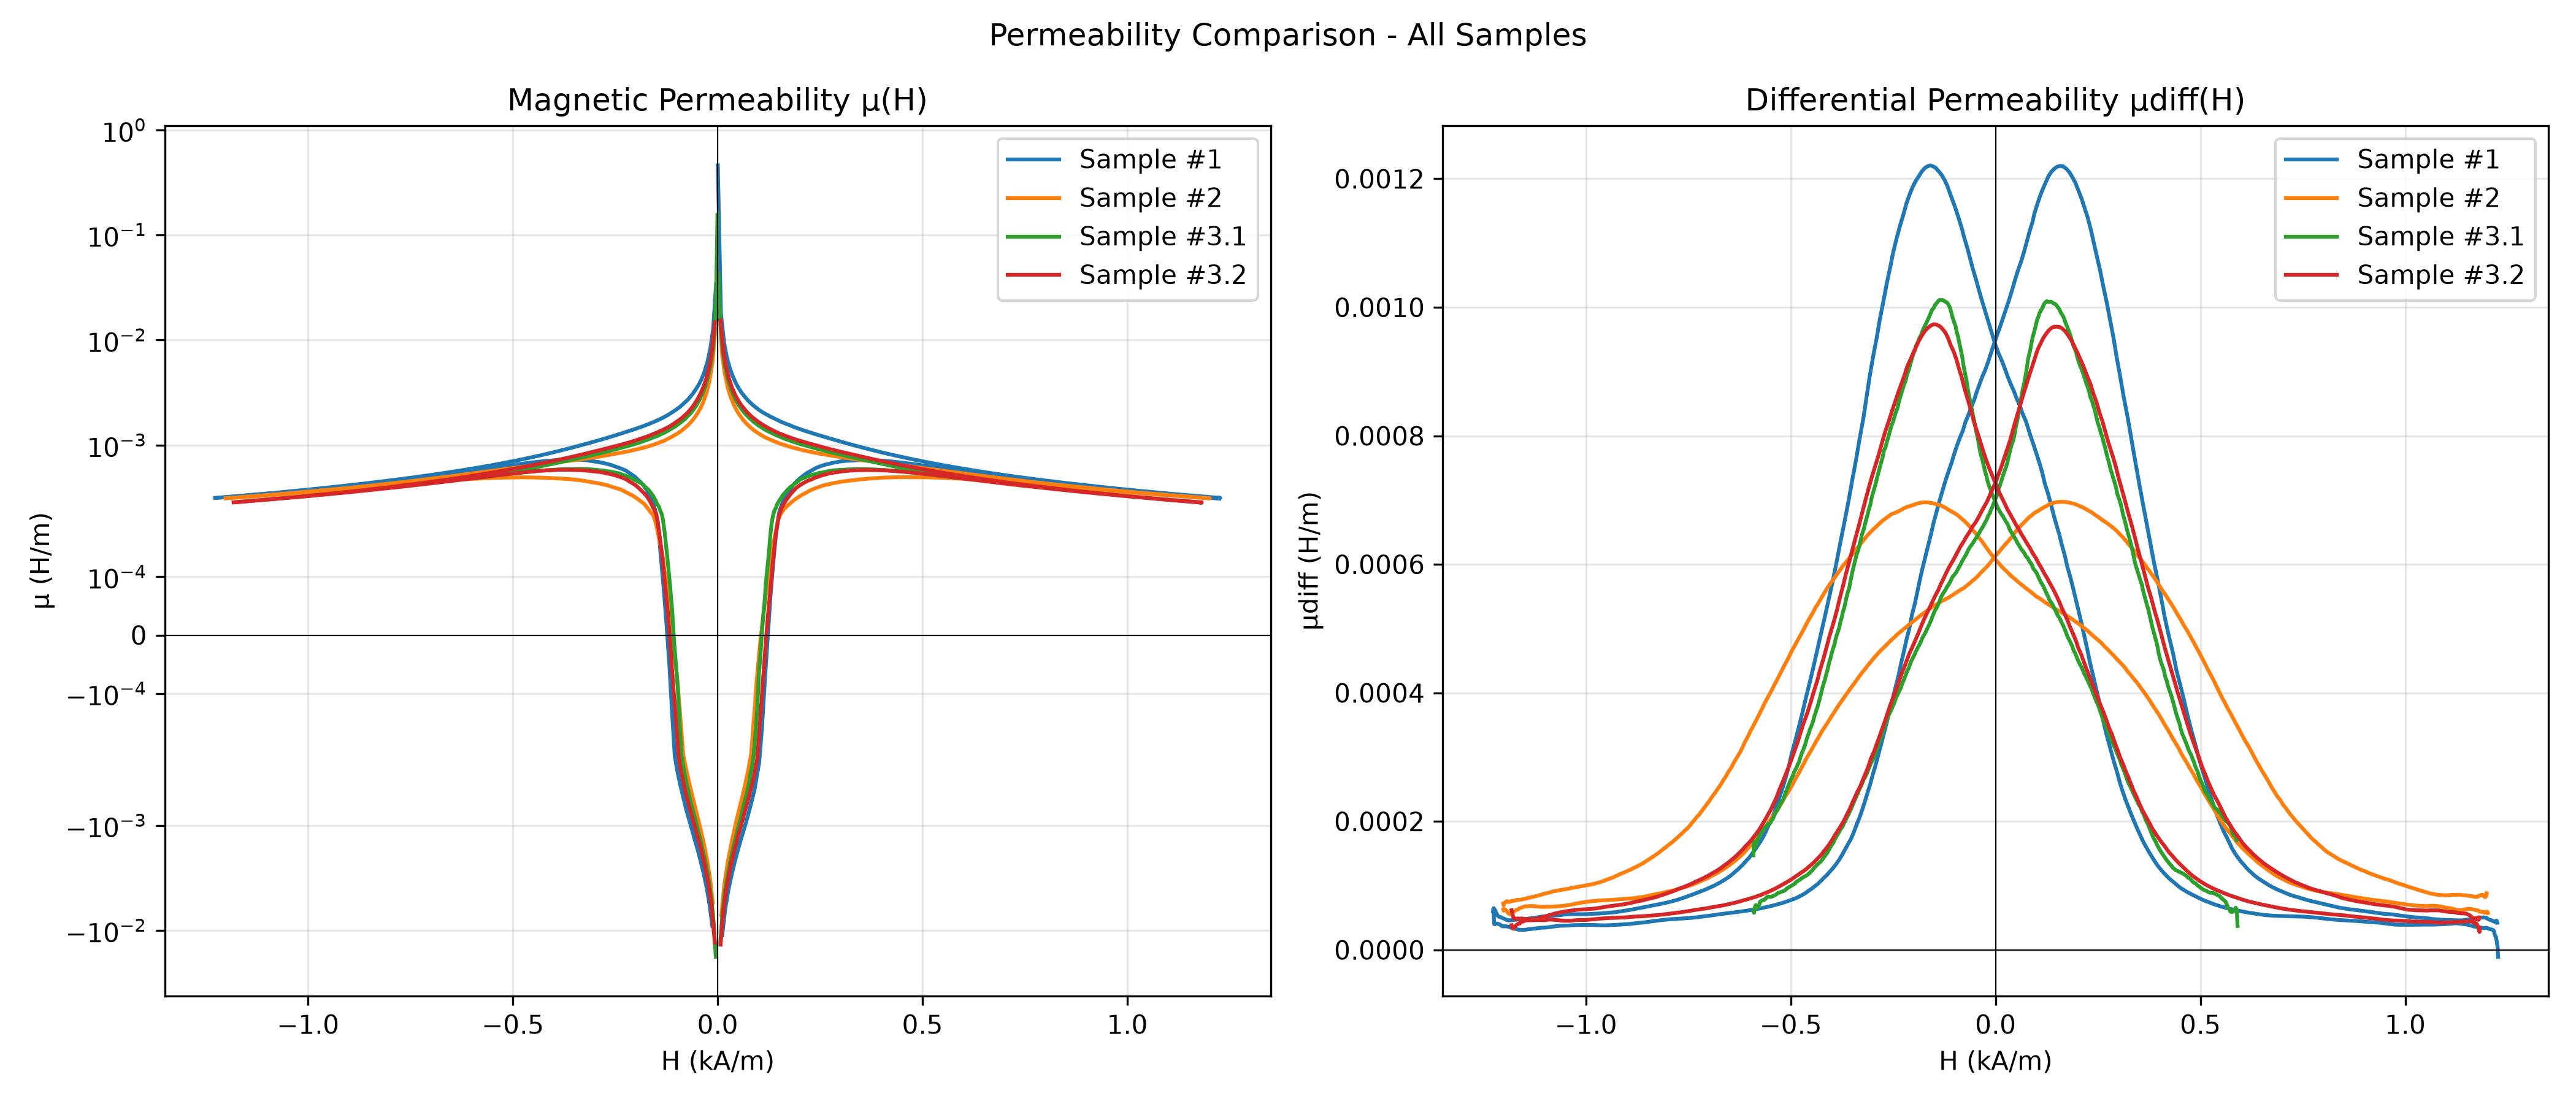 Permeability Comparison - All Samples
Magnetic Permeability μ(H)
10⁰
10⁻¹
10⁻²
10⁻³
10⁻⁴
0
−10⁻⁴
−10⁻³
−10⁻²
μ (H/m)
−1.0 −0.5 0.0 0.5 1.0
H (kA/m)
Sample #1
Sample #2
Sample #3.1
Sample #3.2
Differential Permeability μdiff(H)
0.0012
0.0010
0.0008
0.0006
0.0004
0.0002
0.0000
μdiff (H/m)
−1.0 −0.5 0.0 0.5 1.0
H (kA/m)
Sample #1
Sample #2
Sample #3.1
Sample #3.2